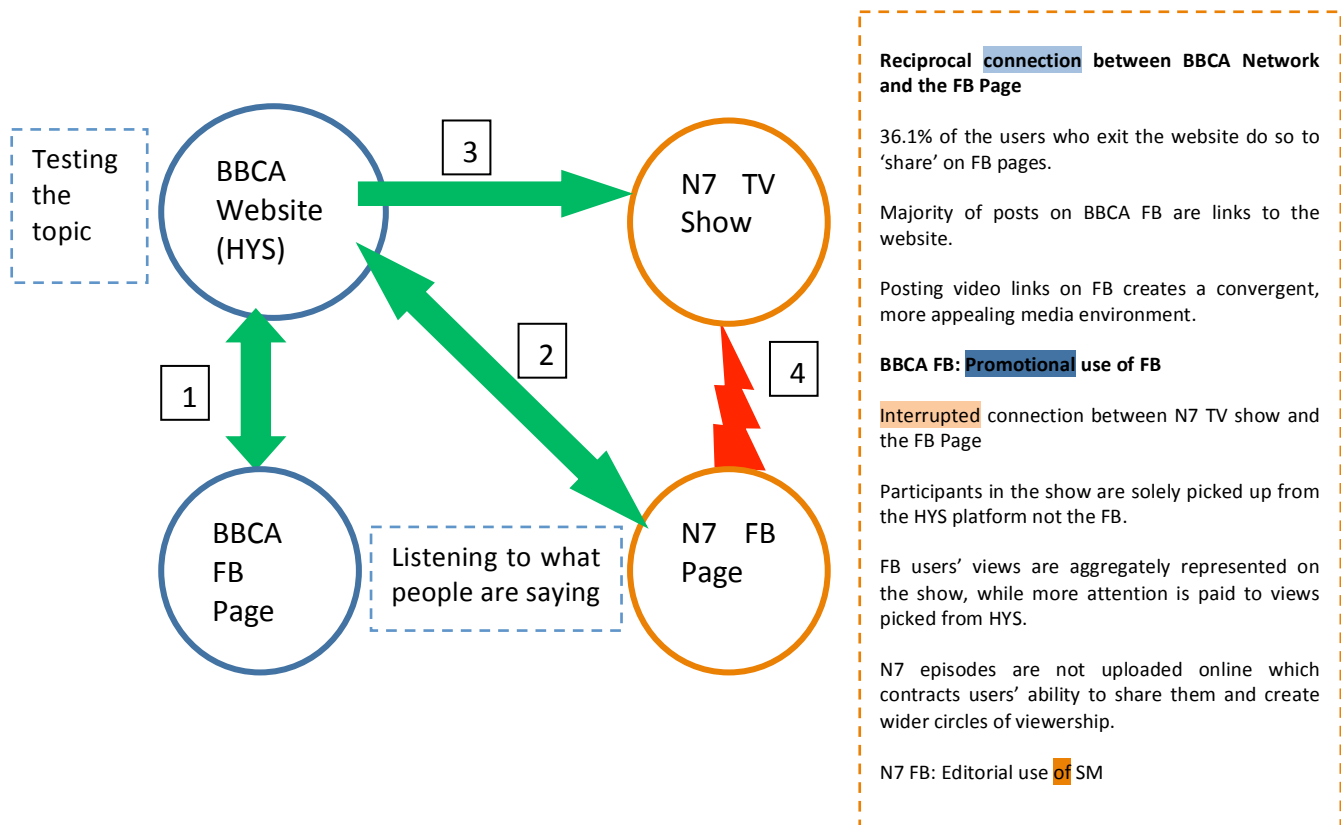 Testing
the
topic
BBCA
Website
(HYS)
3
N7 TV
Show
1
2
4
BBCA
FB
Page
Listening to what
people are saying
N7 FB
Page
Reciprocal connection between BBCA Network
and the FB Page
36.1% of the users who exit the website do so to
‘share’ on FB pages.
Majority of posts on BBCA FB are links to the
website.
Posting video links on FB creates a convergent,
more appealing media environment.
BBCA FB: Promotional use of FB
Interrupted connection between N7 TV show and
the FB Page
Participants in the show are solely picked up from
the HYS platform not the FB.
FB users’ views are aggregately represented on
the show, while more attention is paid to views
picked from HYS.
N7 episodes are not uploaded online which
contracts users’ ability to share them and create
wider circles of viewership.
N7 FB: Editorial use of SM